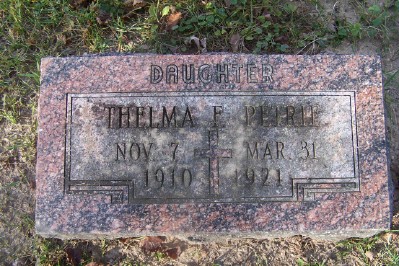 DAUGHTER
THELMA F. PETRIE
NOV. 7 MAR. 31
1910 1921